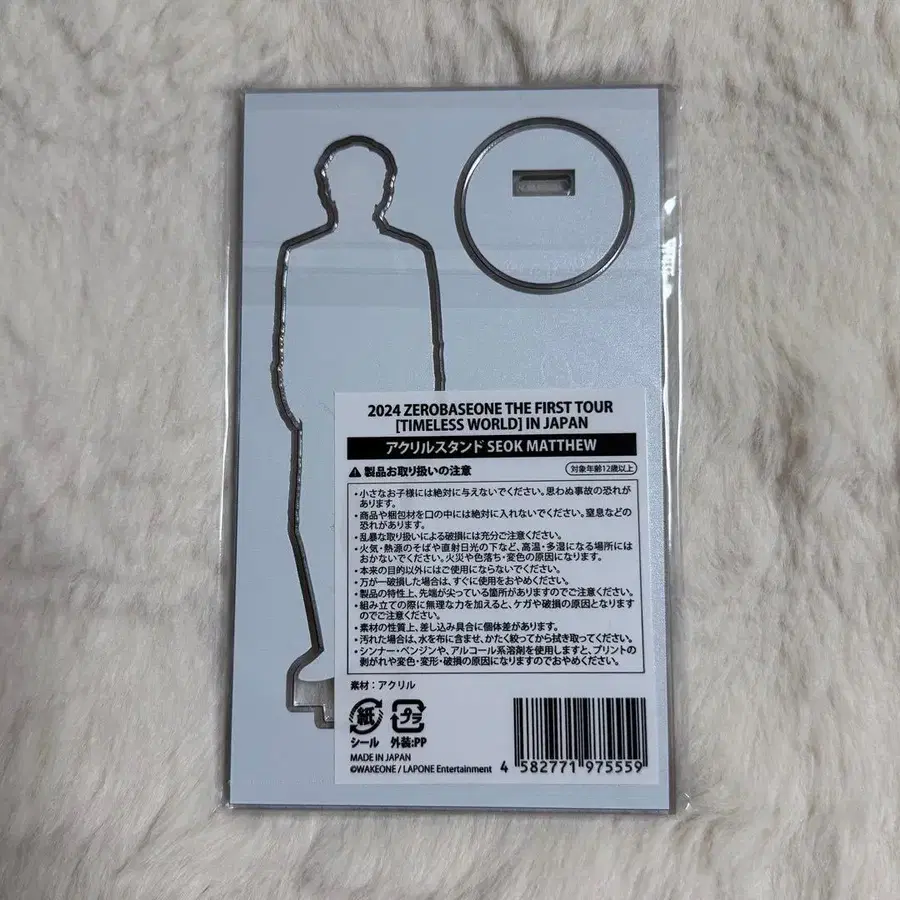 2024 ZEROBASEONE THE FIRST TOUR
[TIMELESS WORLD] IN JAPAN
アクリルスタンド SEOK MATTHEW
⚠ 製品お取り扱いの注意
対象年齢12歳以上
・小さなお子様には絶対に与えないでください。思わぬ事故の恐れが
あります。
・商品や梱包材を口の中には絶対に入れないでください。窒息などの
恐れがあります。
・乱暴な取り扱いによる破損には充分ご注意ください。
・火気・熱源のそばや直射日光の下など、高温・多湿になる場所には
おかないでください。火災や色落ち・変色の原因になります。
・本来の目的以外にはご使用にならないでください。
・万が一破損した場合は、すぐに使用をおやめください。
・製品の特性上、先端が尖っている箇所がありますのでご注意ください。
・組み立ての際に無理な力を加えると、ケガや破損の原因となります
のでご注意ください。
・素材の性質上、差し込み具合に個体差があります。
・汚れた場合は、水を布に含ませ、かたく絞ってから拭き取ってください。
・シンナー・ベンジンや、アルコール系溶剤を使用しますと、プリントの
剥がれや変色・変形・破損の原因になりますのでおやめください。
素材：アクリル
紙 プラ
シール 外装:PP
MADE IN JAPAN
©WAKEONE / LAPONE Entertainment
4 582771 975559